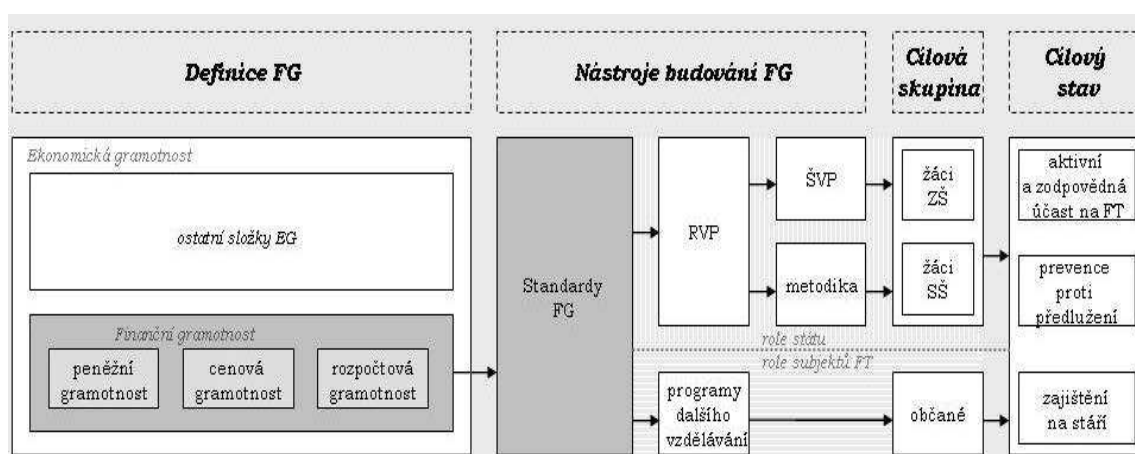 Definice FG
Nástroje budování FG
Cílová
skupina
Cílový
stav
Ekonomická gramotnost
ostatní složky EG
Finanční gramotnost
peněžní
gramotnost
cenová
gramotnost
rozpočtová
gramotnost
Standardy
FG
RVP
ŠVP
metodika
role státu
role subjektů FT
programy
dalšího
vzdělávání
žáci
ZŠ
žáci
SŠ
občané
aktivní
a zodpovědná
účast na FT
prevence
proti
předlužení
zajištění
na stáří